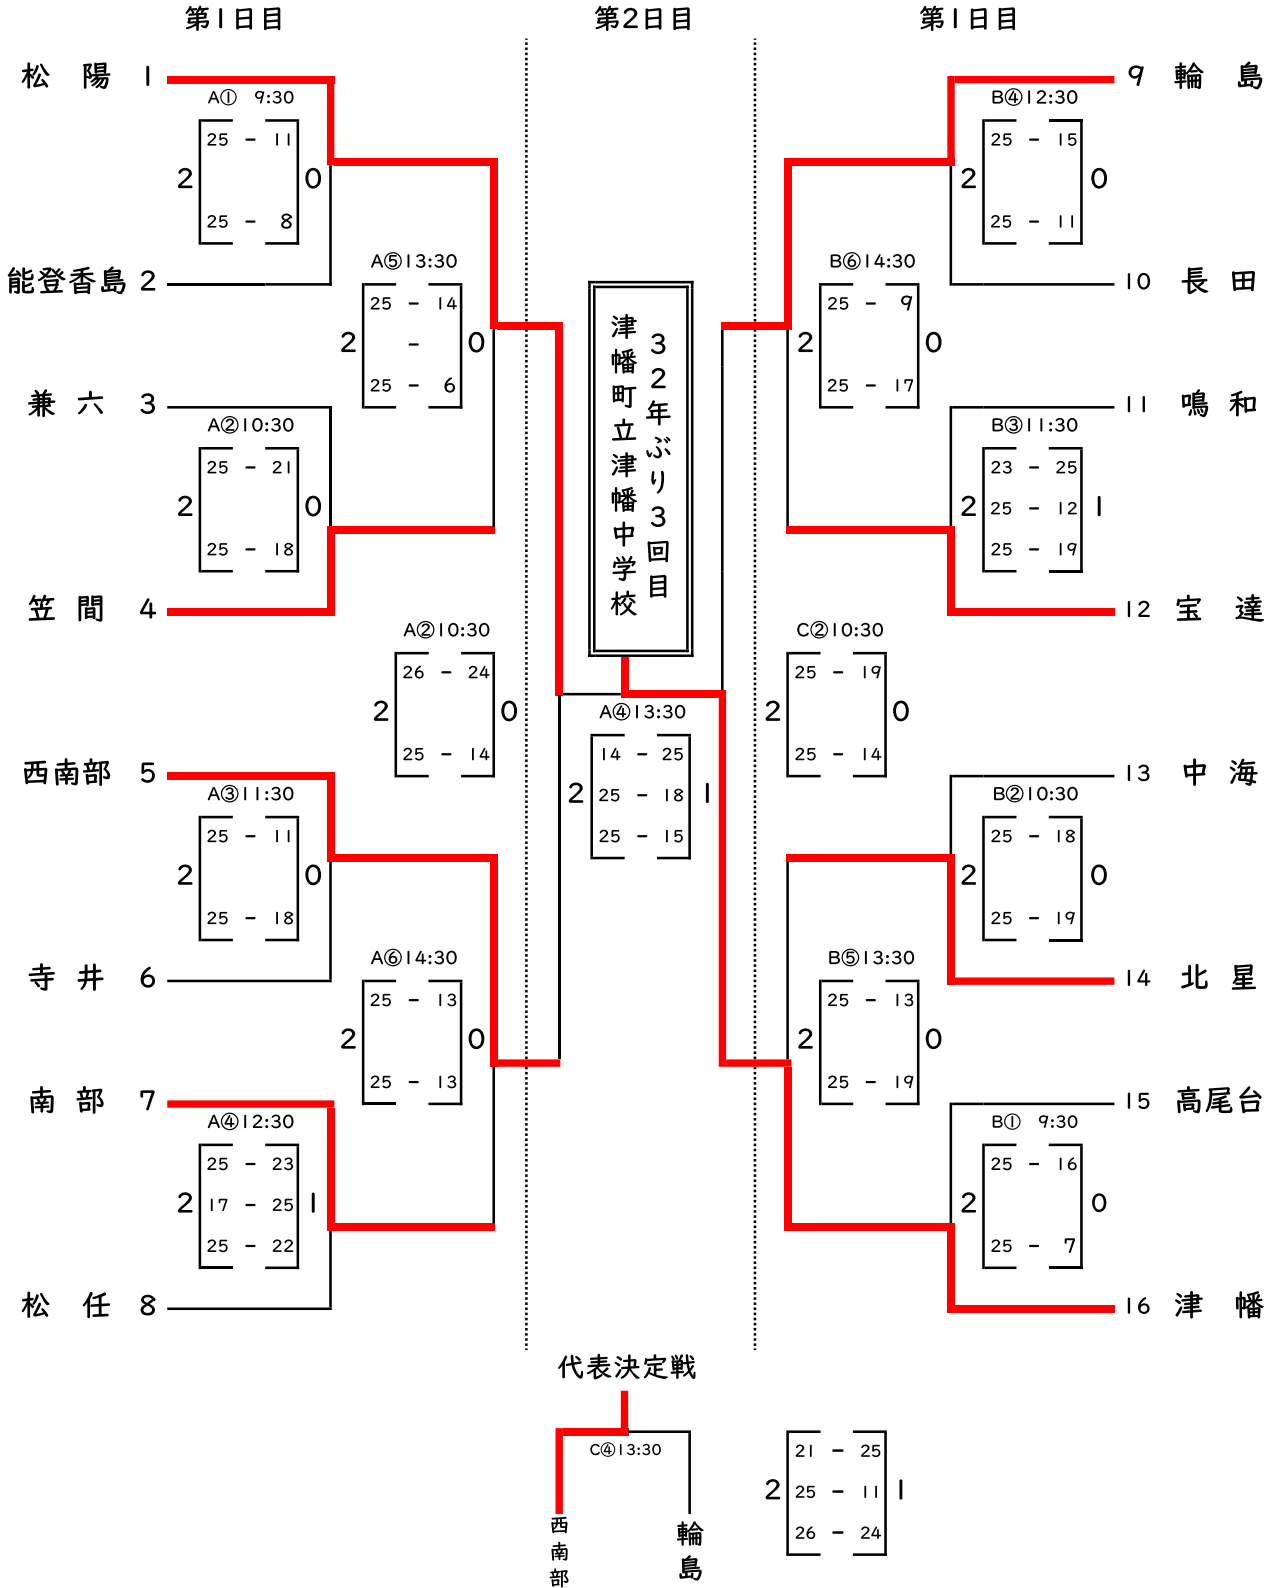 第1日目
第2日目
第1日目
松陽 1
A① 9:30
25 - 11
2 0
25 - 8
能登香島 2
A⑤13:30
25 - 14
2 - 0
25 - 6
兼六 3
A②10:30
25 - 21
2 0
25 - 18
笠間 4
A②10:30
26 - 24
2 0
25 - 14
西南部 5
A③11:30
25 - 11
2 0
25 - 18
寺井 6
A⑥14:30
25 - 13
2 0
25 - 13
南部 7
A④12:30
25 - 23
2 17 - 25 1
25 - 22
松任 8
32年ぶり3回目
津幡町立津幡中学校
A④13:30
14 - 25
2 25 - 18 1
25 - 15
9 輪島
B④12:30
25 - 15
2 0
25 - 11
10 長田
B⑥14:30
25 - 9
2 0
25 - 17
11 鳴和
B③11:30
23 - 25
2 25 - 12 1
25 - 19
12 宝達
C②10:30
25 - 19
2 0
25 - 14
13 中海
B②10:30
25 - 18
2 0
25 - 19
14 北星
B⑤13:30
25 - 13
2 0
25 - 19
15 高尾台
B① 9:30
25 - 16
2 0
25 - 7
16 津幡
代表決定戦
C④13:30
西南部
輪島
21 - 25
2 25 - 11 1
26 - 24